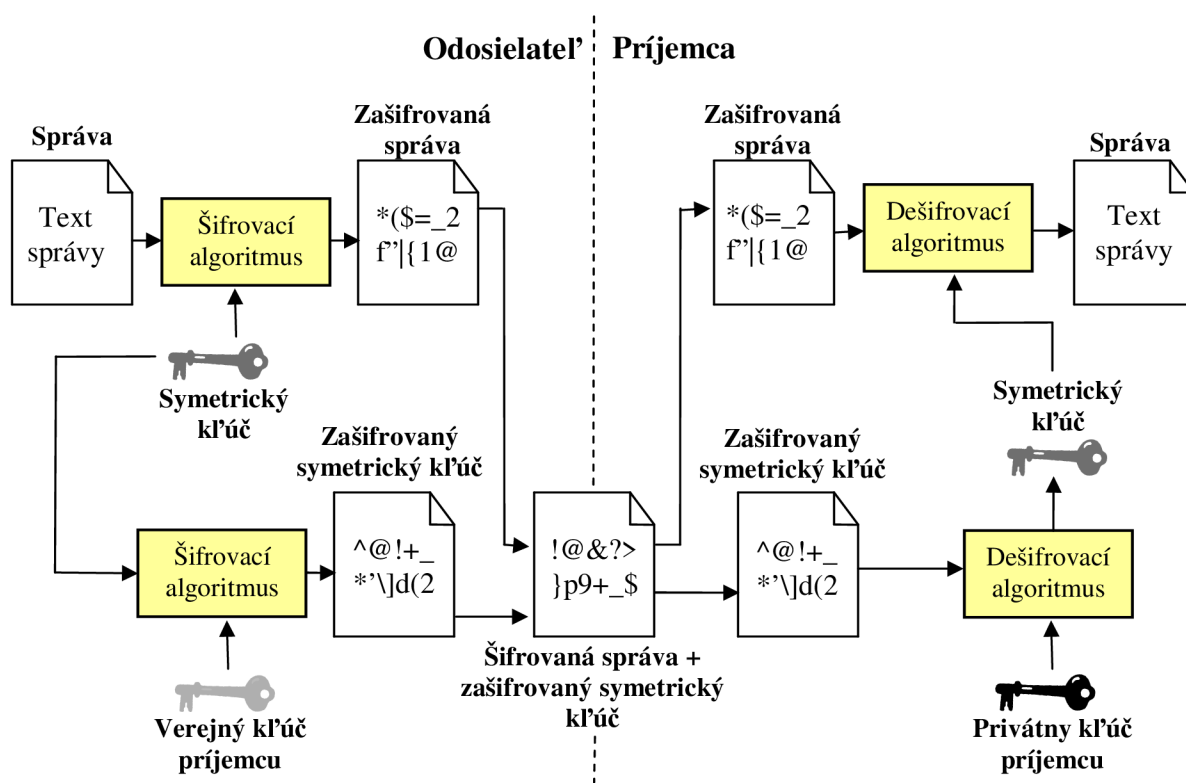 Odosielateľ
Príjemca
Správa
Text
správy
Šifrovací
algoritmus
Zašifrovaná
správa
*($=_2
f”|{1@
Zašifrovaná
správa
*($=_2
f”|{1@
Dešifrovací
algoritmus
Správa
Text
správy
Symetrický
kľúč
Symetrický
kľúč
Šifrovací
algoritmus
Zašifrovaný
symetrický kľúč
^@!+_
*’\]d(2
!@&?>
}p9+_$
Šifrovaná správa +
zašifrovaný symetrický
kľúč
Zašifrovaný
symetrický kľúč
^@!+_
*’\]d(2
Dešifrovací
algoritmus
Verejný kľúč
príjemcu
Privátny kľúč
príjemcu